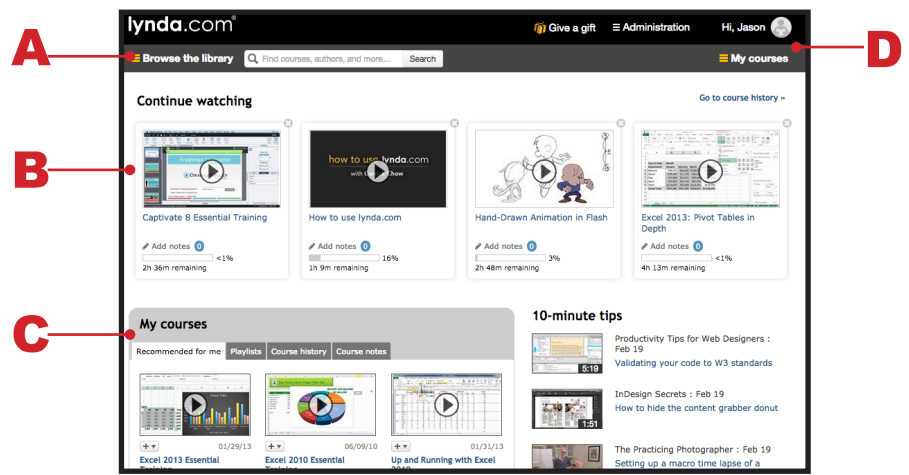 lynda.com®
Give a gift
Administration
Hi, Jason
A
D
Browse the library
Find courses, authors, and more...
Search
My courses
Continue watching
Go to course history »
B
how to use lynda.com
Captivate 8 Essential Training
How to use lynda.com
Hand-Drawn Animation in Flash
Excel 2013: Pivot Tables in
Depth
Add notes 0
<1%
2h 36m remaining
Add notes 0
16%
1h 9m remaining
Add notes 0
3%
2h 48m remaining
Add notes 0
<1%
4h 13m remaining
C
My courses
Recommended for me
Playlists
Course history
Course notes
01/29/13
Excel 2013 Essential
Training
06/09/10
Excel 2010 Essential
Training
01/31/13
Up and Running with Excel
2010
10-minute tips
5:19
Productivity Tips for Web Designers :
Feb 19
Validating your code to W3 standards
1:51
InDesign Secrets : Feb 19
How to hide the content grabber donut
The Practicing Photographer : Feb 19
Setting up a macro time lapse of a